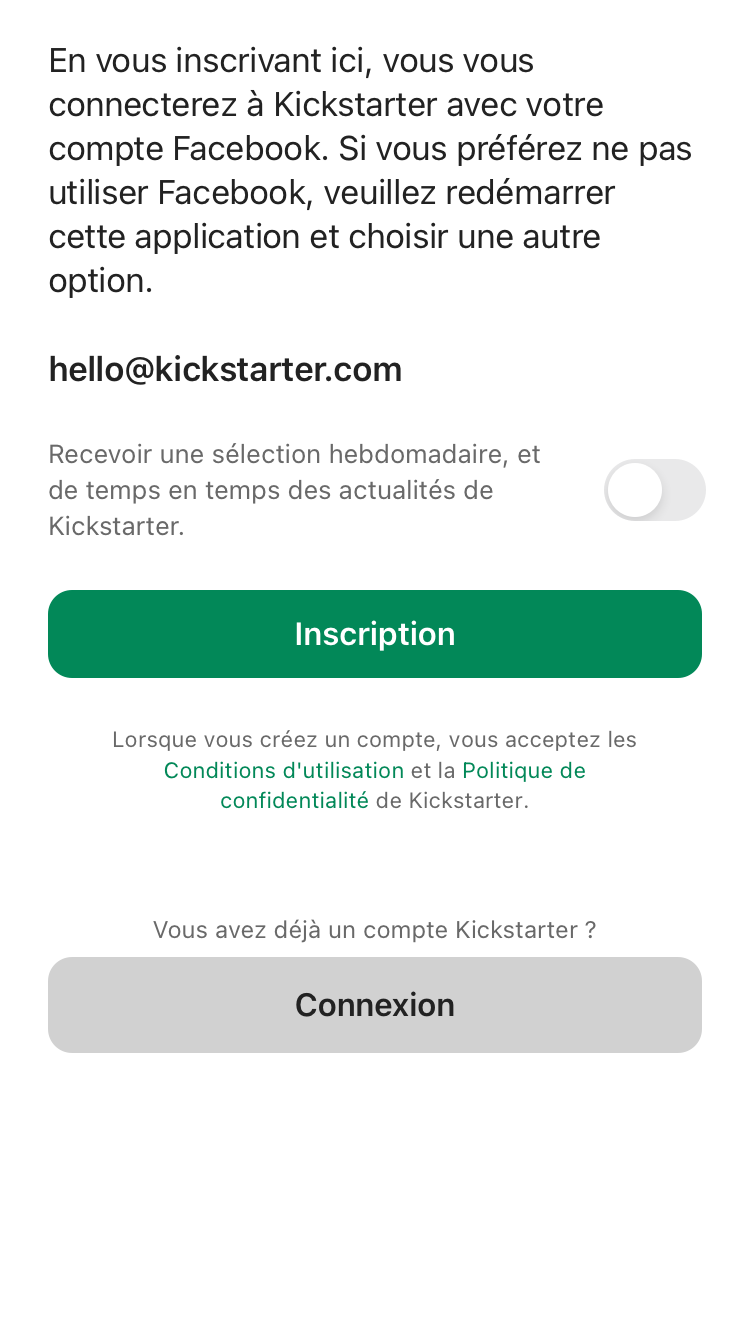 En vous inscrivant ici, vous vous
connecterez à Kickstarter avec votre
compte Facebook. Si vous préférez ne pas
utiliser Facebook, veuillez redémarrer
cette application et choisir une autre
option.
hello@kickstarter.com
Recevoir une sélection hebdomadaire, et
de temps en temps des actualités de
Kickstarter.
Inscription
Lorsque vous créez un compte, vous acceptez les
Conditions d'utilisation et la Politique de
confidentialité de Kickstarter.
Vous avez déjà un compte Kickstarter ?
Connexion